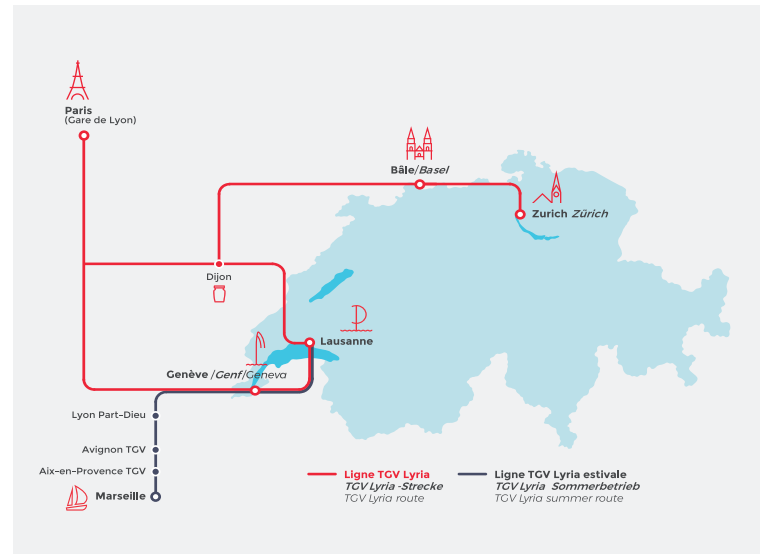 Paris
(Gare de Lyon)
Bâle/Basel
Zurich Zürich
Dijon
Lausanne
Genève /Genf/Geneva
Lyon Part-Dieu
Avignon TGV
Aix-en-Provence TGV
Marseille
Ligne TGV Lyria
TGV Lyria -Strecke
TGV Lyria route
Ligne TGV Lyria estivale
TGV Lyria Sommerbetrieb
TGV Lyria summer route